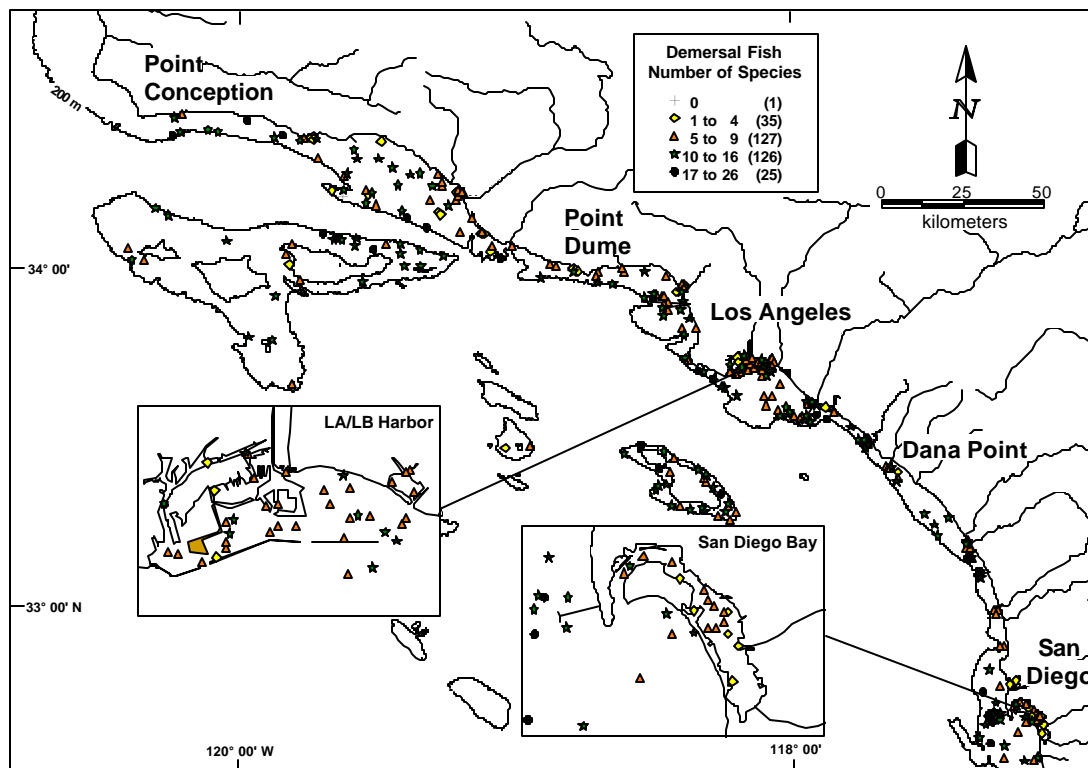 Point
Conception
200 m
Demersal Fish
Number of Species
0 (1)
1 to 4 (35)
5 to 9 (127)
10 to 16 (126)
17 to 26 (25)
N
0 25 50
kilometers
Point
Dume
34° 00'
Los Angeles
LA/LB Harbor
Dana Point
San Diego Bay
33° 00' N
San
Diego
120° 00' W
118° 00'